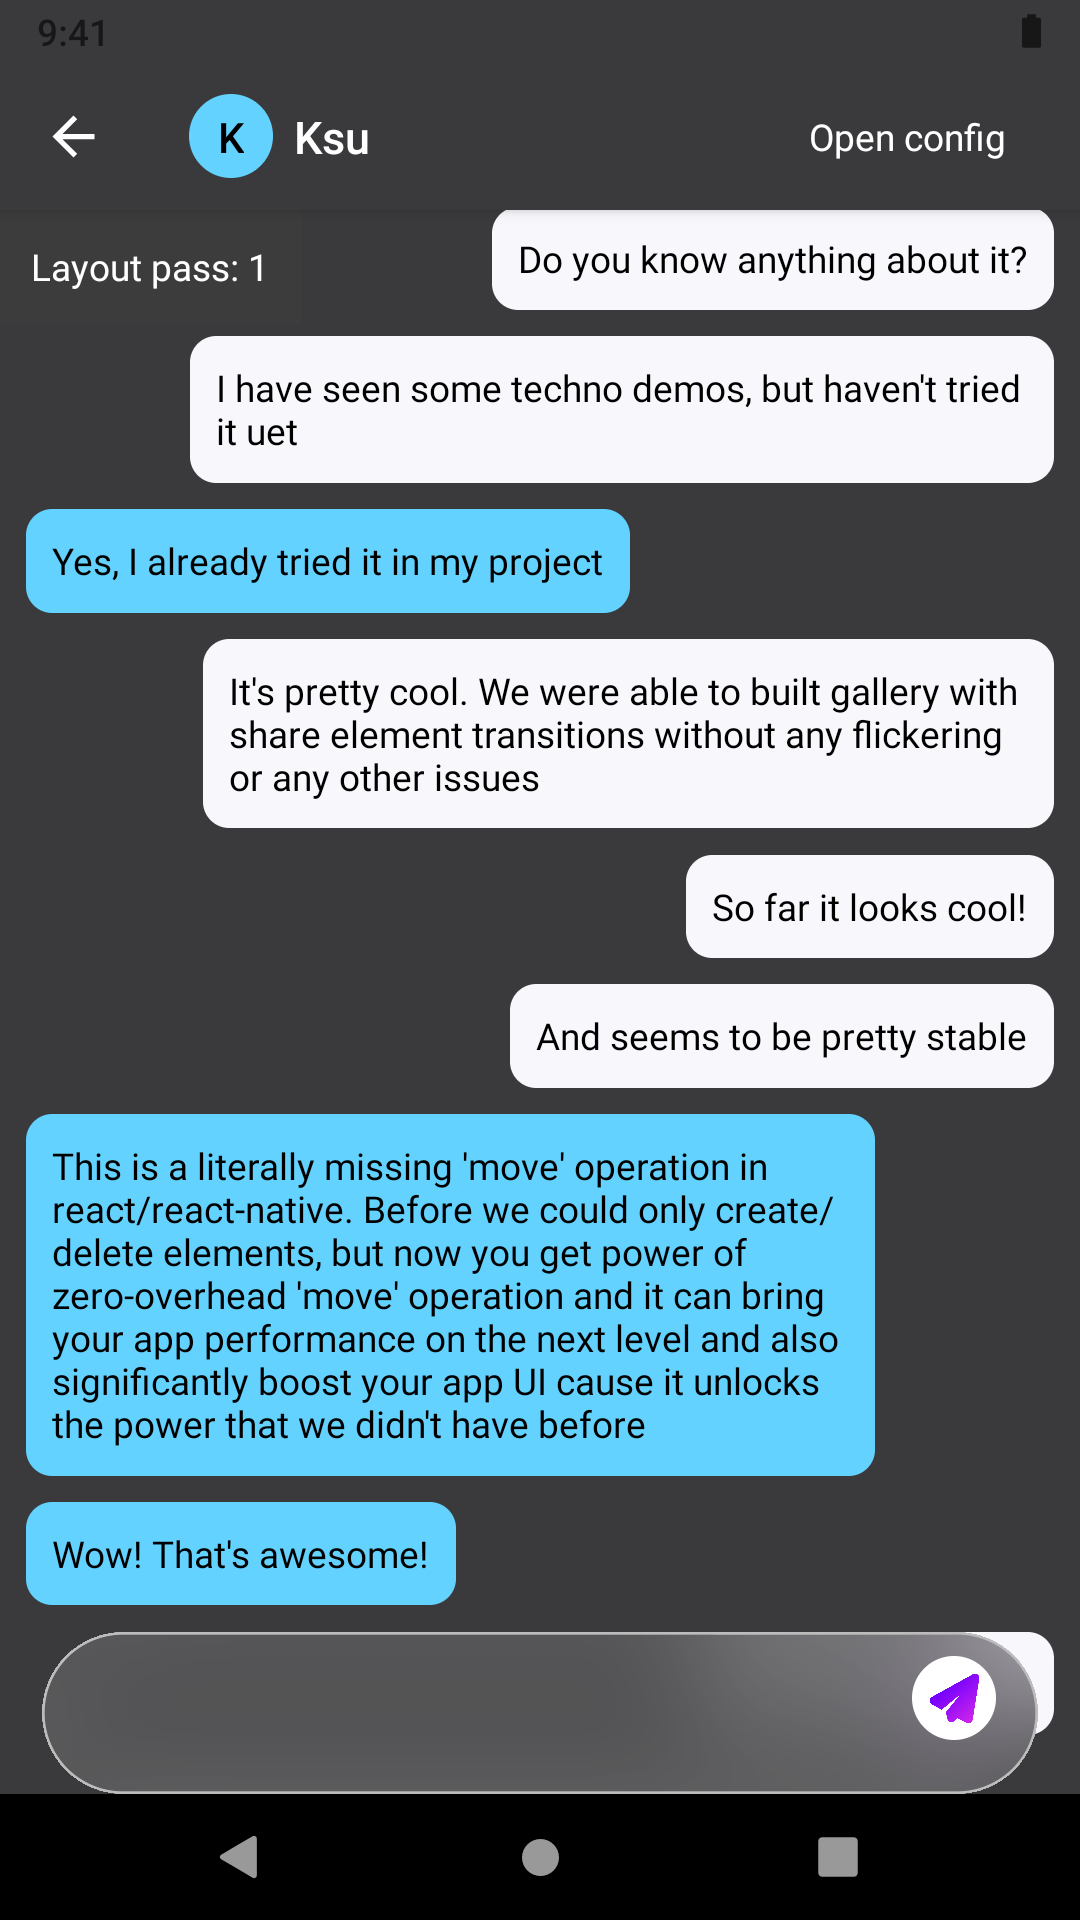 9:41
K
Ksu
Open config
Layout pass: 1
Do you know anything about it?
I have seen some techno demos, but haven't tried
it uet
Yes, I already tried it in my project
It's pretty cool. We were able to built gallery with
share element transitions without any flickering
or any other issues
So far it looks cool!
And seems to be pretty stable
This is a literally missing 'move' operation in
react/react-native. Before we could only create/
delete elements, but now you get power of
zero-overhead 'move' operation and it can bring
your app performance on the next level and also
significantly boost your app UI cause it unlocks
the power that we didn't have before
Wow! That's awesome!